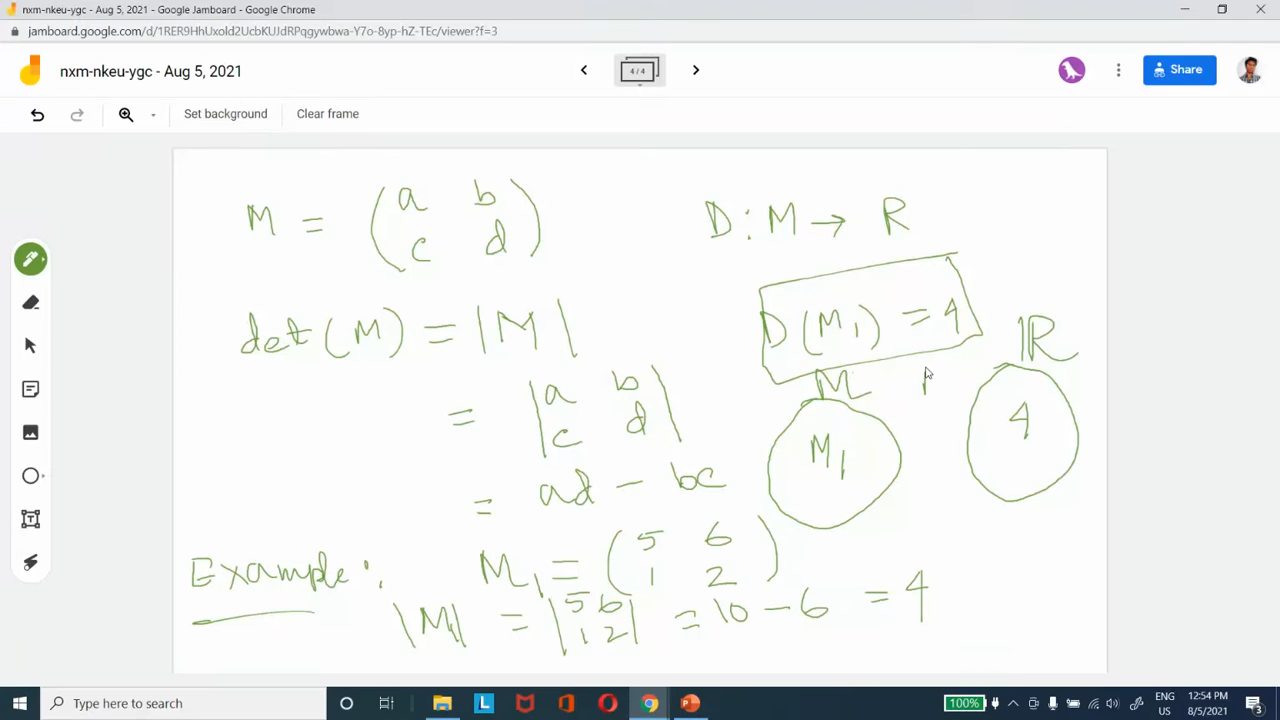 nxm-nkeu-ygc - Aug 5, 2021 - Google Jamboard - Google Chrome
jamboard.google.com/d/1RER9HhUxold2UcbKUJdRPqgywbwa-Y7o-8yp-hZ-TEc/viewer?f=3
nxm-nkeu-ygc - Aug 5, 2021
4 / 4
Share
Set background
Clear frame
M = (a b
c d)
D : M → R
det (M) = |M|
D (M₁) = 4
= |a b
c d|
= ad - bc
M
ℝ
M₁
4
Example :
M₁ = (5 6
1 2)
|M₁| = |5 6
1 2| = 10 - 6 = 4
Type here to search
L
100%
ENG
US
12:54 PM
8/5/2021
3